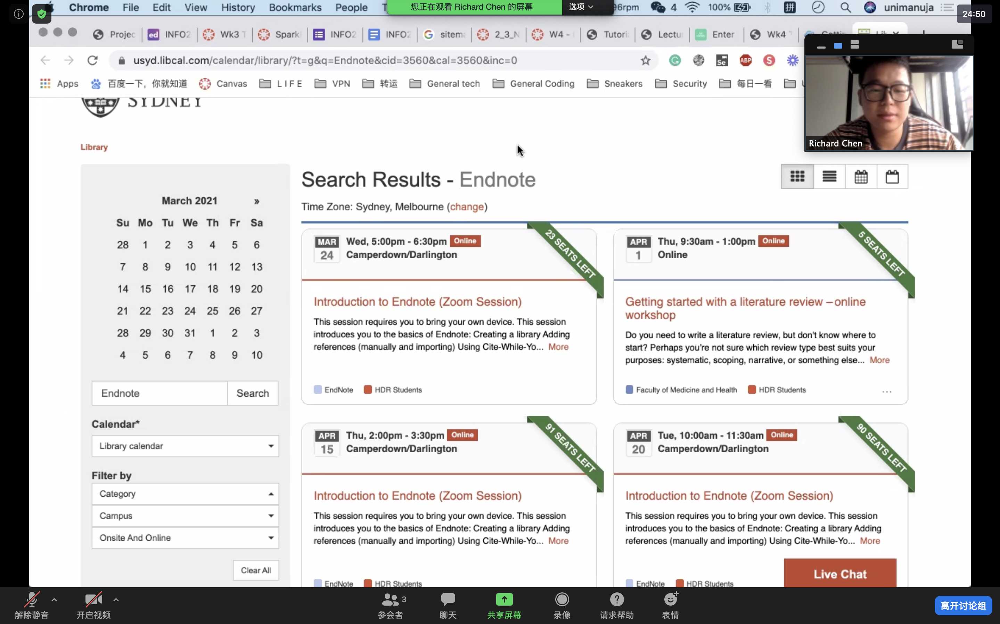 Chrome File Edit View History Bookmarks People
您正在观看 Richard Chen 的屏幕 选项
96rpm 4 100% 拼 unimanuja
24:50
Projec ed INFO2 Wk3 T Spark INFO2 INFO2 sitema 2_3_N W4 - Tutori Lectu Enter Wk4
usyd.libcal.com/calendar/library/?t=g&q=Endnote&cid=3560&cal=3560&inc=0
Se ABP
Apps 百度一下，你就知道 Canvas L I F E VPN 转运 General tech General Coding Sneakers Security 每日一看
SYDNEY
Richard Chen
Library
March 2021 »
Su Mo Tu We Th Fr Sa
28 1 2 3 4 5 6
7 8 9 10 11 12 13
14 15 16 17 18 19 20
21 22 23 24 25 26 27
28 29 30 31 1 2 3
4 5 6 7 8 9 10
Endnote Search
Calendar*
Library calendar
Filter by
Category
Campus
Onsite And Online
Clear All
Search Results - Endnote
Time Zone: Sydney, Melbourne (change)
MAR
24
Wed, 5:00pm - 6:30pm Online
Camperdown/Darlington
23 SEATS LEFT
Introduction to Endnote (Zoom Session)
This session requires you to bring your own device. This session
introduces you to the basics of Endnote: Creating a library Adding
references (manually and importing) Using Cite-While-Yo... More
EndNote HDR Students
APR
1
Thu, 9:30am - 1:00pm Online
Online
5 SEATS LEFT
Getting started with a literature review – online
workshop
Do you need to write a literature review, but don't know where to
start? Perhaps you're not sure which review type best suits your
purposes: systematic, scoping, narrative, or something else... More
Faculty of Medicine and Health HDR Students ...
APR
15
Thu, 2:00pm - 3:30pm Online
Camperdown/Darlington
91 SEATS LEFT
Introduction to Endnote (Zoom Session)
This session requires you to bring your own device. This session
introduces you to the basics of Endnote: Creating a library Adding
references (manually and importing) Using Cite-While-Yo... More
EndNote HDR Students
APR
20
Tue, 10:00am - 11:30am Online
Camperdown/Darlington
90 SEATS LEFT
Introduction to Endnote (Zoom Session)
This session requires you to bring your own device. This session
introduces you to the basics of Endnote: Creating a library Adding
references (manually and importing) Using Cite-While-Yo... More
EndNote HDR Students
Live Chat
解除静音 开启视频 参会者 3 聊天 共享屏幕 录像 请求帮助 表情 离开讨论组